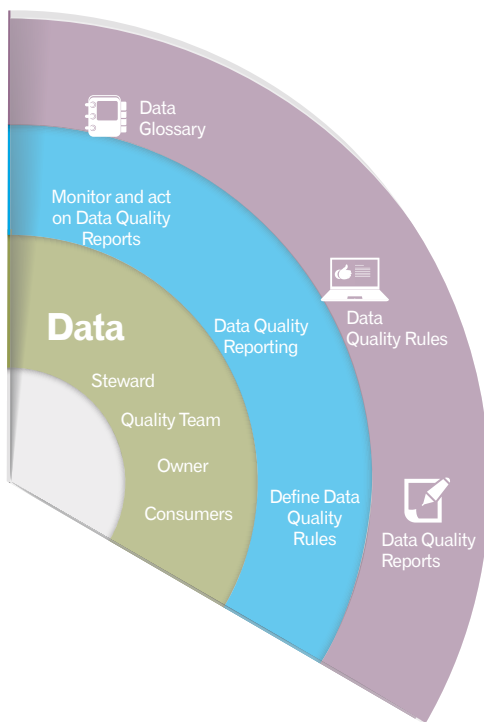 Data
Glossary
Monitor and act
on Data Quality
Reports
Data
Quality Rules
Data Quality
Reporting
Data
Steward
Quality Team
Owner
Consumers
Define Data
Quality
Rules
Data Quality
Reports